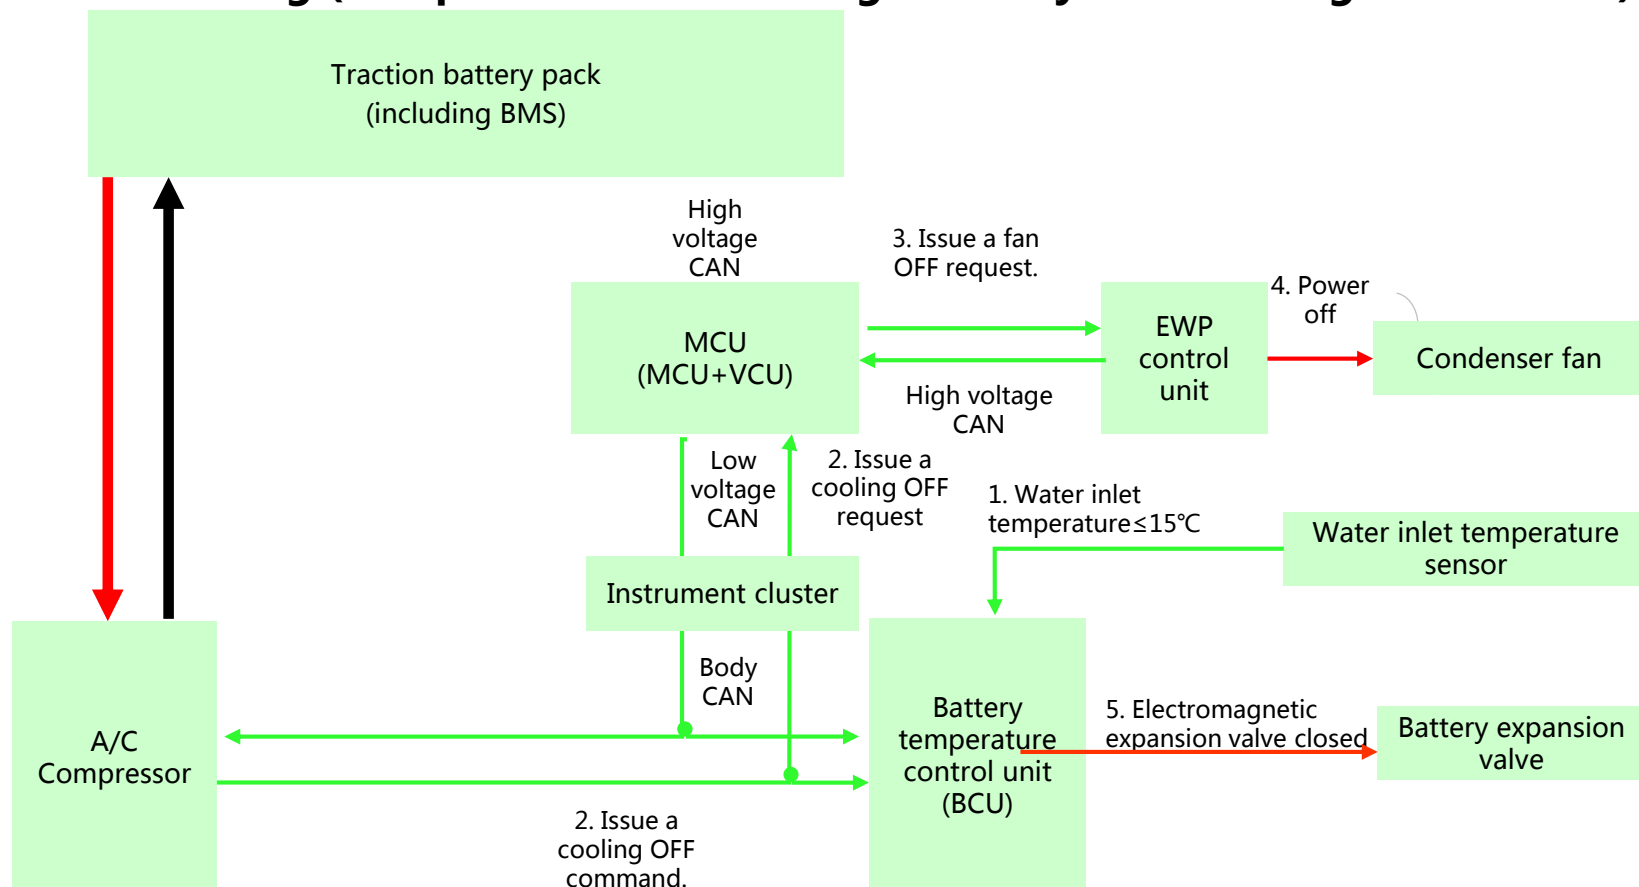 Traction battery pack
(including BMS)
High
voltage
CAN
3. Issue a fan
OFF request.
4. Power
off
MCU
(MCU+VCU)
EWP
control
unit
Condenser fan
High voltage
CAN
Low
voltage
CAN
2. Issue a
cooling OFF
request
1. Water inlet
temperature≤15℃
Water inlet temperature
sensor
Instrument cluster
Body
CAN
A/C
Compressor
Battery
temperature
control unit
(BCU)
5. Electromagnetic
expansion valve closed
Battery expansion
valve
2. Issue a
cooling OFF
command.